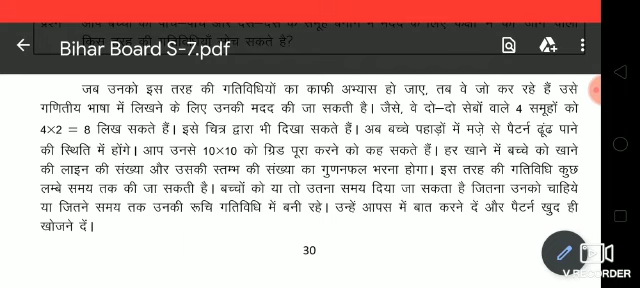 Bihar Board S-7.pdf
किस तरह की गतिविधियाँ सोच सकते है?
जब उनको इस तरह की गतिविधियों का काफी अभ्यास हो जाए, तब वे जो कर रहे हैं उसे
गणितीय भाषा में लिखने के लिए उनकी मदद की जा सकती है। जैसे, वे दो–दो सेबों वाले 4 समूहों को
4×2 = 8 लिख सकते हैं। इसे चित्र द्वारा भी दिखा सकते हैं। अब बच्चे पहाड़ों में मज़े से पैटर्न ढूंढ पाने
की स्थिति में होंगे। आप उनसे 10×10 को ग्रिड पूरा करने को कह सकते हैं। हर खाने में बच्चे को खाने
की लाइन की संख्या और उसकी स्तम्भ की संख्या का गुणनफल भरना होगा। इस तरह की गतिविधि कुछ
लम्बे समय तक की जा सकती है। बच्चों को या तो उतना समय दिया जा सकता है जितना उनको चाहिये
या जितने समय तक उनकी रूचि गतिविधि में बनी रहे। उन्हें आपस में बात करने दें और पैटर्न खुद ही
खोजने दें।
30
V RECORDER